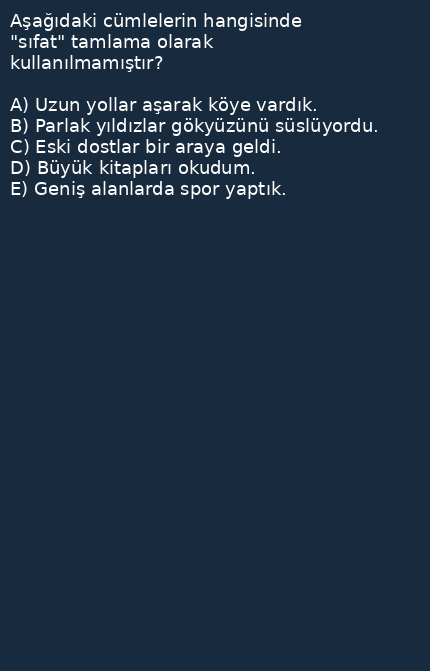 Aşağıdaki cümlelerin hangisinde
"sıfat" tamlama olarak
kullanılmamıştır?

A) Uzun yollar aşarak köye vardık.
B) Parlak yıldızlar gökyüzünü süslüyordu.
C) Eski dostlar bir araya geldi.
D) Büyük kitapları okudum.
E) Geniş alanlarda spor yaptık.